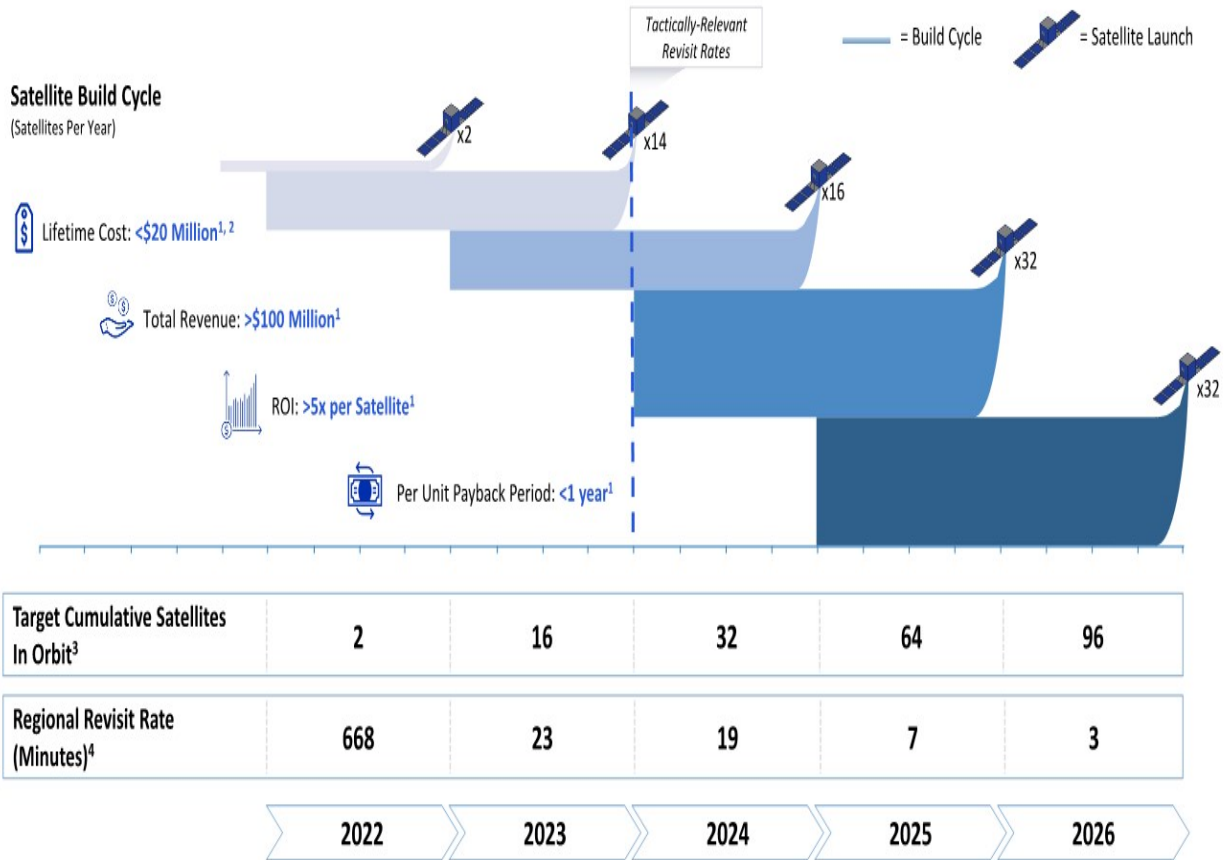 Tactically-Relevant
Revisit Rates
= Build Cycle
= Satellite Launch
Satellite Build Cycle
(Satellites Per Year)
x2
x14
x16
x32
x32
Lifetime Cost: <$20 Million1, 2
Total Revenue: >$100 Million1
ROI: >5x per Satellite1
Per Unit Payback Period: <1 year1
Target Cumulative Satellites
In Orbit3
2
16
32
64
96
Regional Revisit Rate
(Minutes)4
668
23
19
7
3
2022
2023
2024
2025
2026